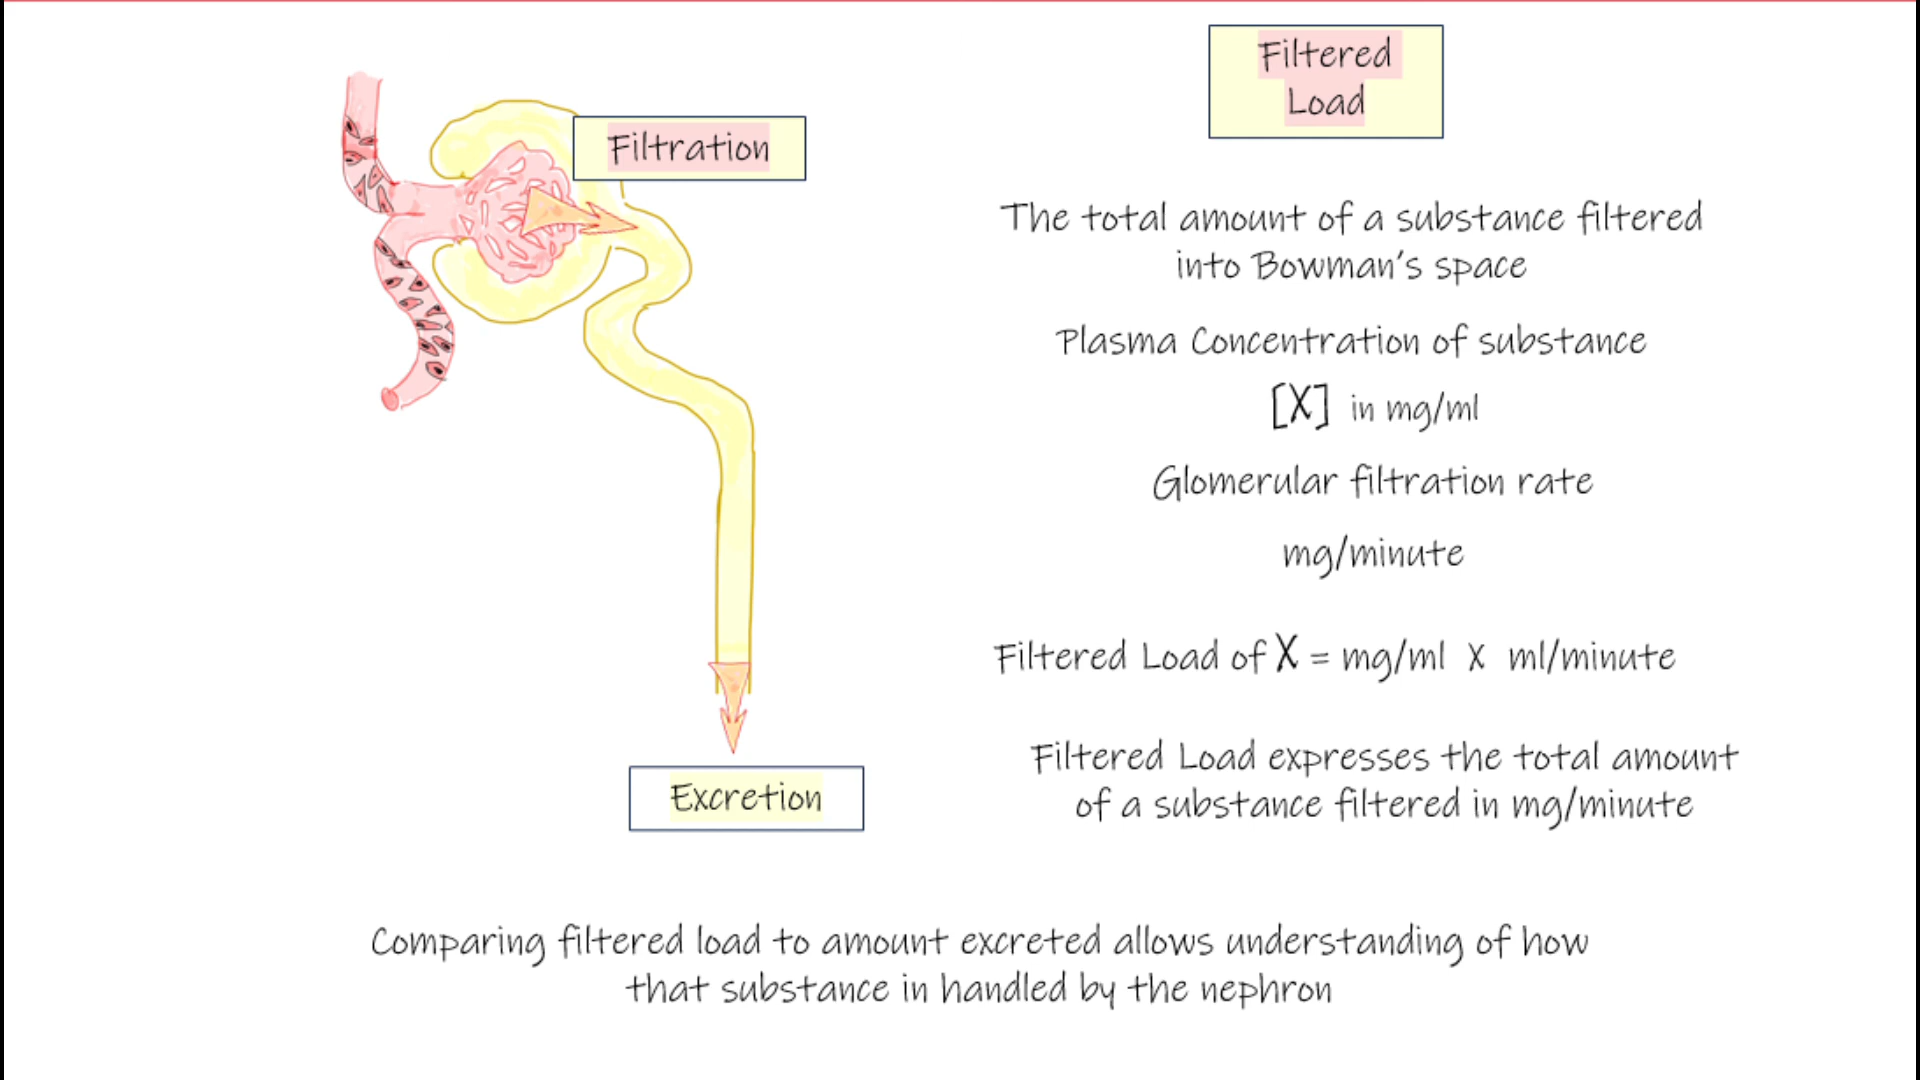 Filtered
Load
Filtration
The total amount of a substance filtered
into Bowman's space
Plasma Concentration of substance
[X] in mg/ml
Glomerular filtration rate
mg/minute
Filtered Load of X = mg/ml x ml/minute
Filtered Load expresses the total amount
of a substance filtered in mg/minute
Excretion
Comparing filtered load to amount excreted allows understanding of how
that substance in handled by the nephron